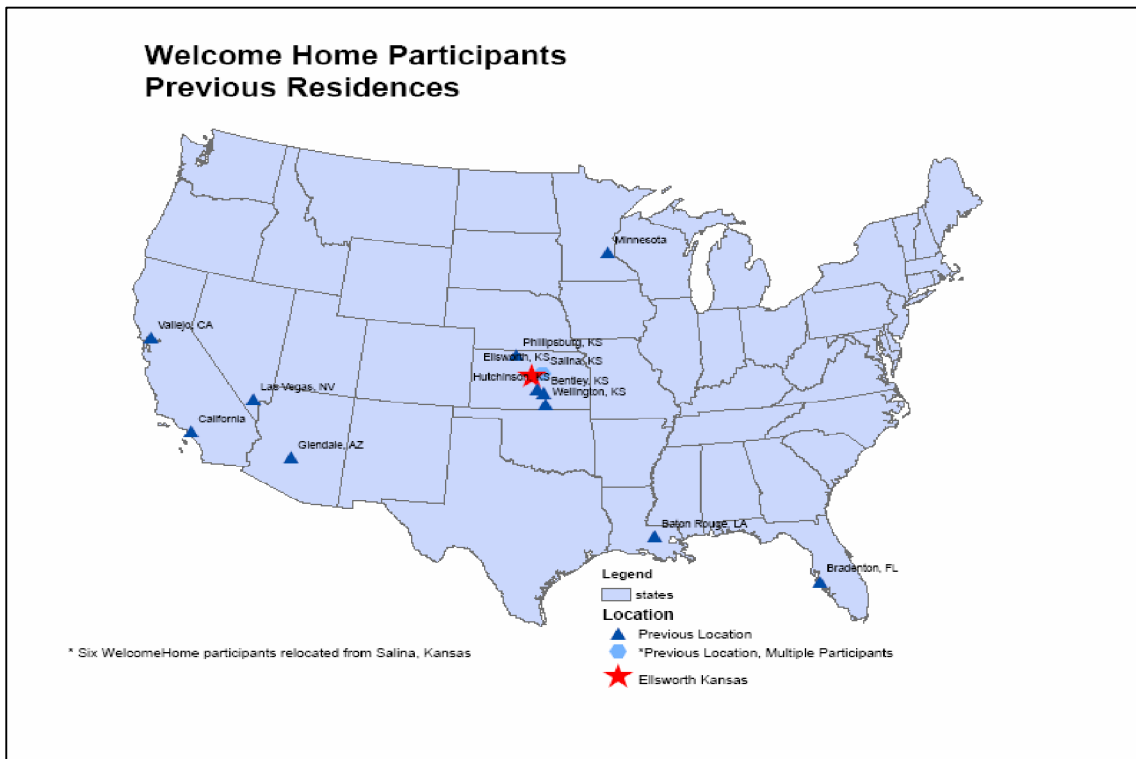 Welcome Home Participants
Previous Residences
Minnesota
Vallejo, CA
Phillipsburg, KS
Ellsworth, KS
Salina, KS
Hutchinson, KS
Bentley, KS
Las Vegas, NV
Wellington, KS
California
Glendale, AZ
Baton Rouge, LA
Bradenton, FL
Legend
states
Location
Previous Location
*Previous Location, Multiple Participants
Ellsworth Kansas
* Six WelcomeHome participants relocated from Salina, Kansas